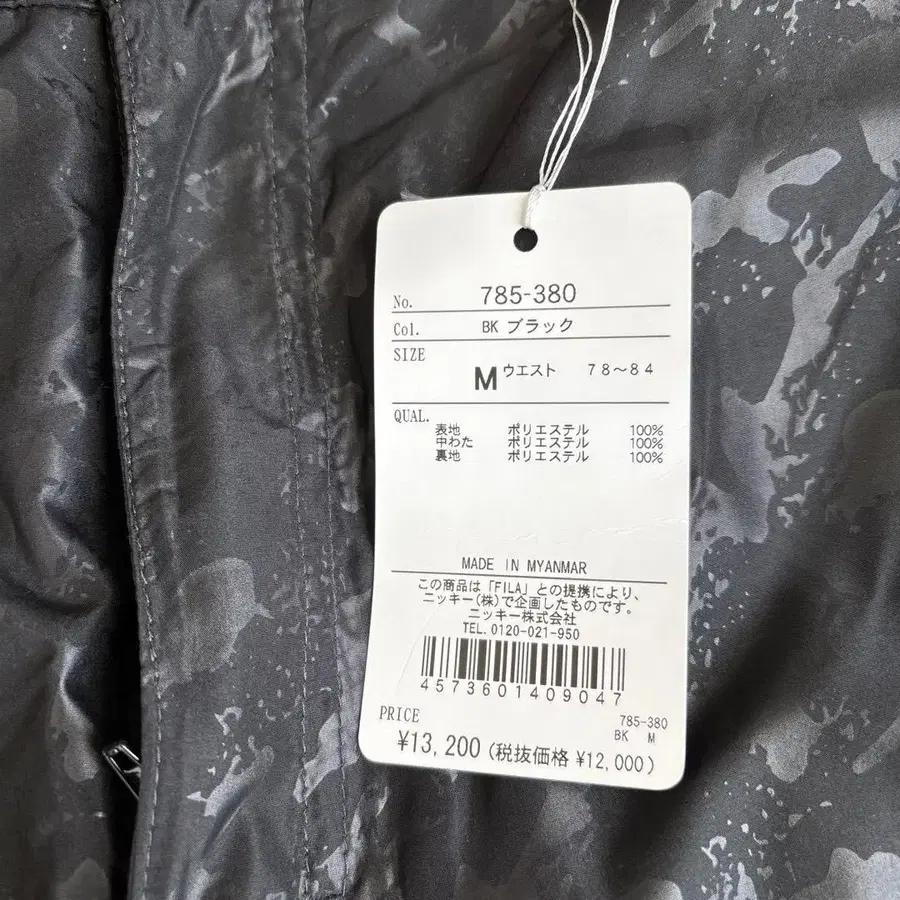 No. 785-380
Col. BK ブラック
SIZE
M ウエスト 78~84
QUAL.
表地 ポリエステル 100%
中わた ポリエステル 100%
裏地 ポリエステル 100%
MADE IN MYANMAR
この商品は「FILA」との提携により、
ニッキー(株)で企画したものです。
ニッキー株式会社
TEL. 0120-021-950
4573601409047
785-380
PRICE BK M
¥13,200 (税抜価格 ¥12,000)